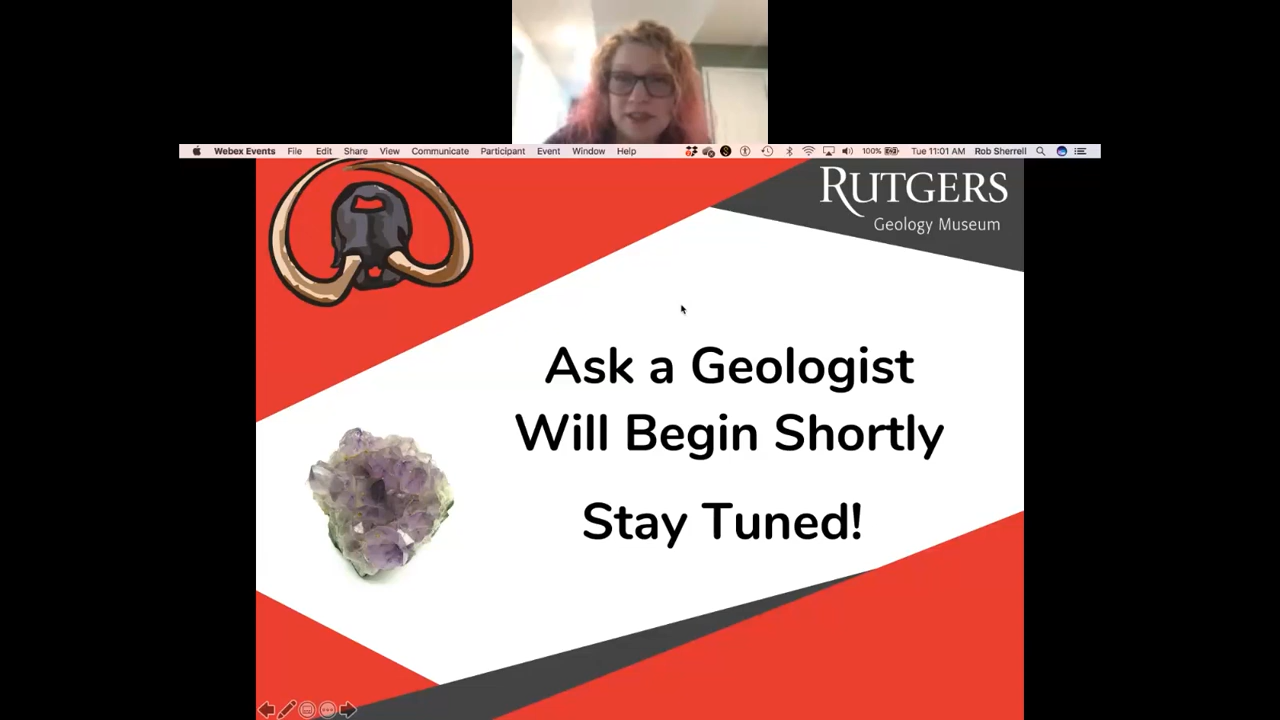 Webex Events File Edit Share View Communicate Participant Event Window Help 100% Tue 11:01 AM Rob Sherrell
RUTGERS
Geology Museum
Ask a Geologist
Will Begin Shortly
Stay Tuned!